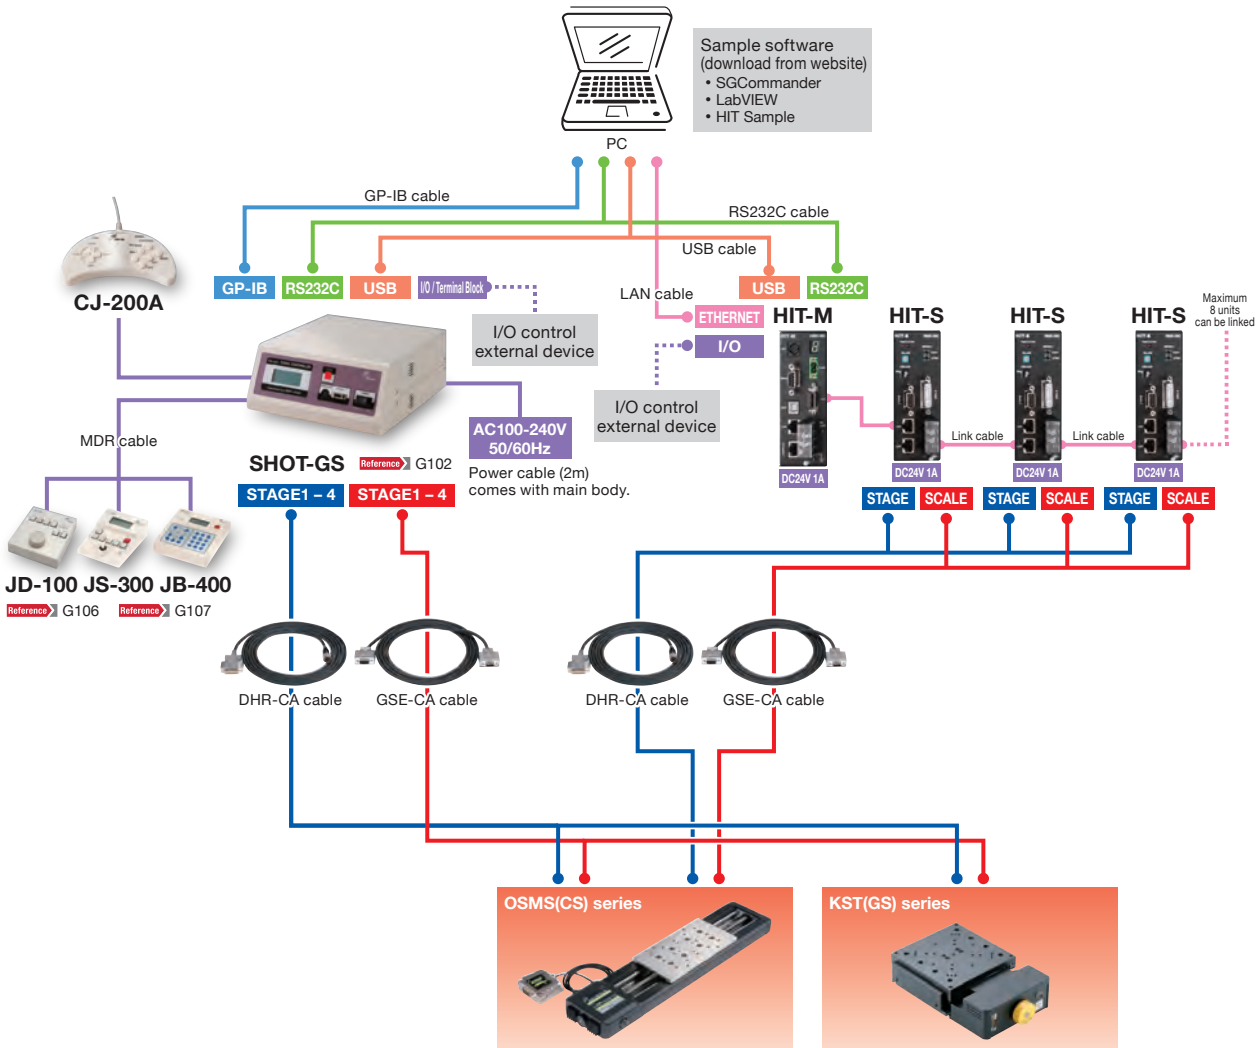 Sample software
(download from website)
• SGCommander
• LabVIEW
• HIT Sample
PC
GP-IB cable
RS232C cable
USB cable
LAN cable
CJ-200A
GP-IB
RS232C
USB
I/O / Terminal Block
I/O control
external device
USB
RS232C
ETHERNET
I/O
I/O control
external device
HIT-M
HIT-S
HIT-S
HIT-S
Maximum
8 units
can be linked
MDR cable
AC100-240V
50/60Hz
Power cable (2m)
comes with main body.
Link cable
Link cable
DC24V 1A
DC24V 1A
DC24V 1A
DC24V 1A
SHOT-GS
Reference
G102
STAGE1 – 4
STAGE1 – 4
STAGE
SCALE
STAGE
SCALE
STAGE
SCALE
JD-100
JS-300
JB-400
Reference
G106
Reference
G107
DHR-CA cable
GSE-CA cable
DHR-CA cable
GSE-CA cable
OSMS(CS) series
KST(GS) series